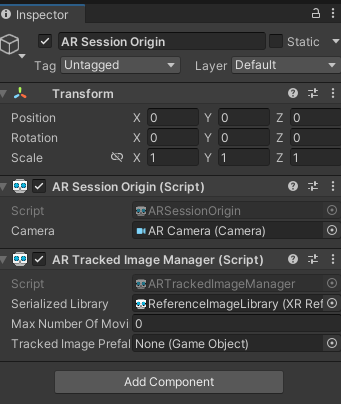 Inspector
AR Session Origin Static
Tag Untagged Layer Default
Transform
Position X 0 Y 0 Z 0
Rotation X 0 Y 0 Z 0
Scale X 1 Y 1 Z 1
AR Session Origin (Script)
Script ARSessionOrigin
Camera AR Camera (Camera)
AR Tracked Image Manager (Script)
Script ARTrackedImageManager
Serialized Library ReferenceImageLibrary (XR Ref
Max Number Of Movi 0
Tracked Image Prefal None (Game Object)
Add Component